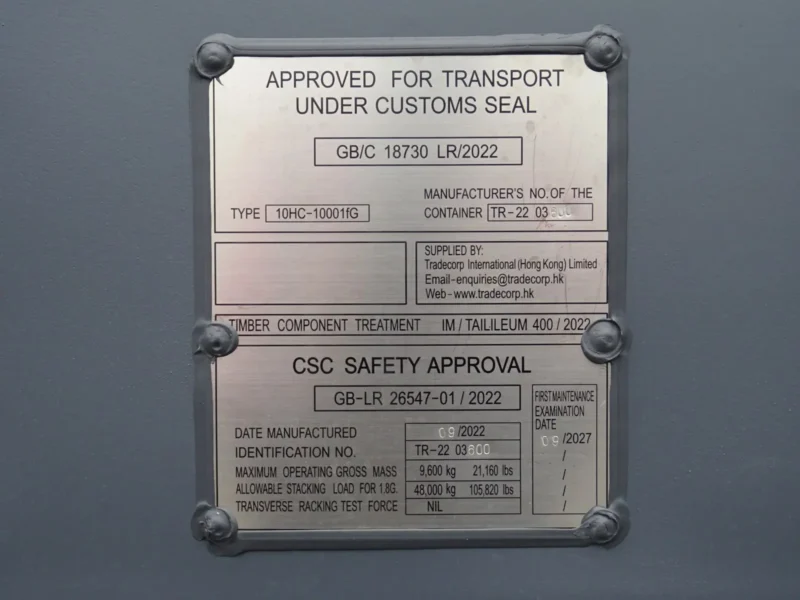 APPROVED FOR TRANSPORT
UNDER CUSTOMS SEAL
GB/C 18730 LR/2022
MANUFACTURER'S NO. OF THE
TYPE 10HC-10001fG CONTAINER TR-22 03600
SUPPLIED BY:
Tradecorp International (Hong Kong) Limited
Email-enquiries@tradecorp.hk
Web-www.tradecorp.hk
TIMBER COMPONENT TREATMENT IM / TAILILEUM 400 / 2022
CSC SAFETY APPROVAL
GB-LR 26547-01 / 2022
FIRST MAINTENANCE
EXAMINATION
DATE
09 /2027
/
/
/
/
DATE MANUFACTURED 09 /2022
IDENTIFICATION NO. TR-22 03600
MAXIMUM OPERATING GROSS MASS 9,600 kg 21,160 lbs
ALLOWABLE STACKING LOAD FOR 1.8G. 48,000 kg 105,820 lbs
TRANSVERSE RACKING TEST FORCE NIL